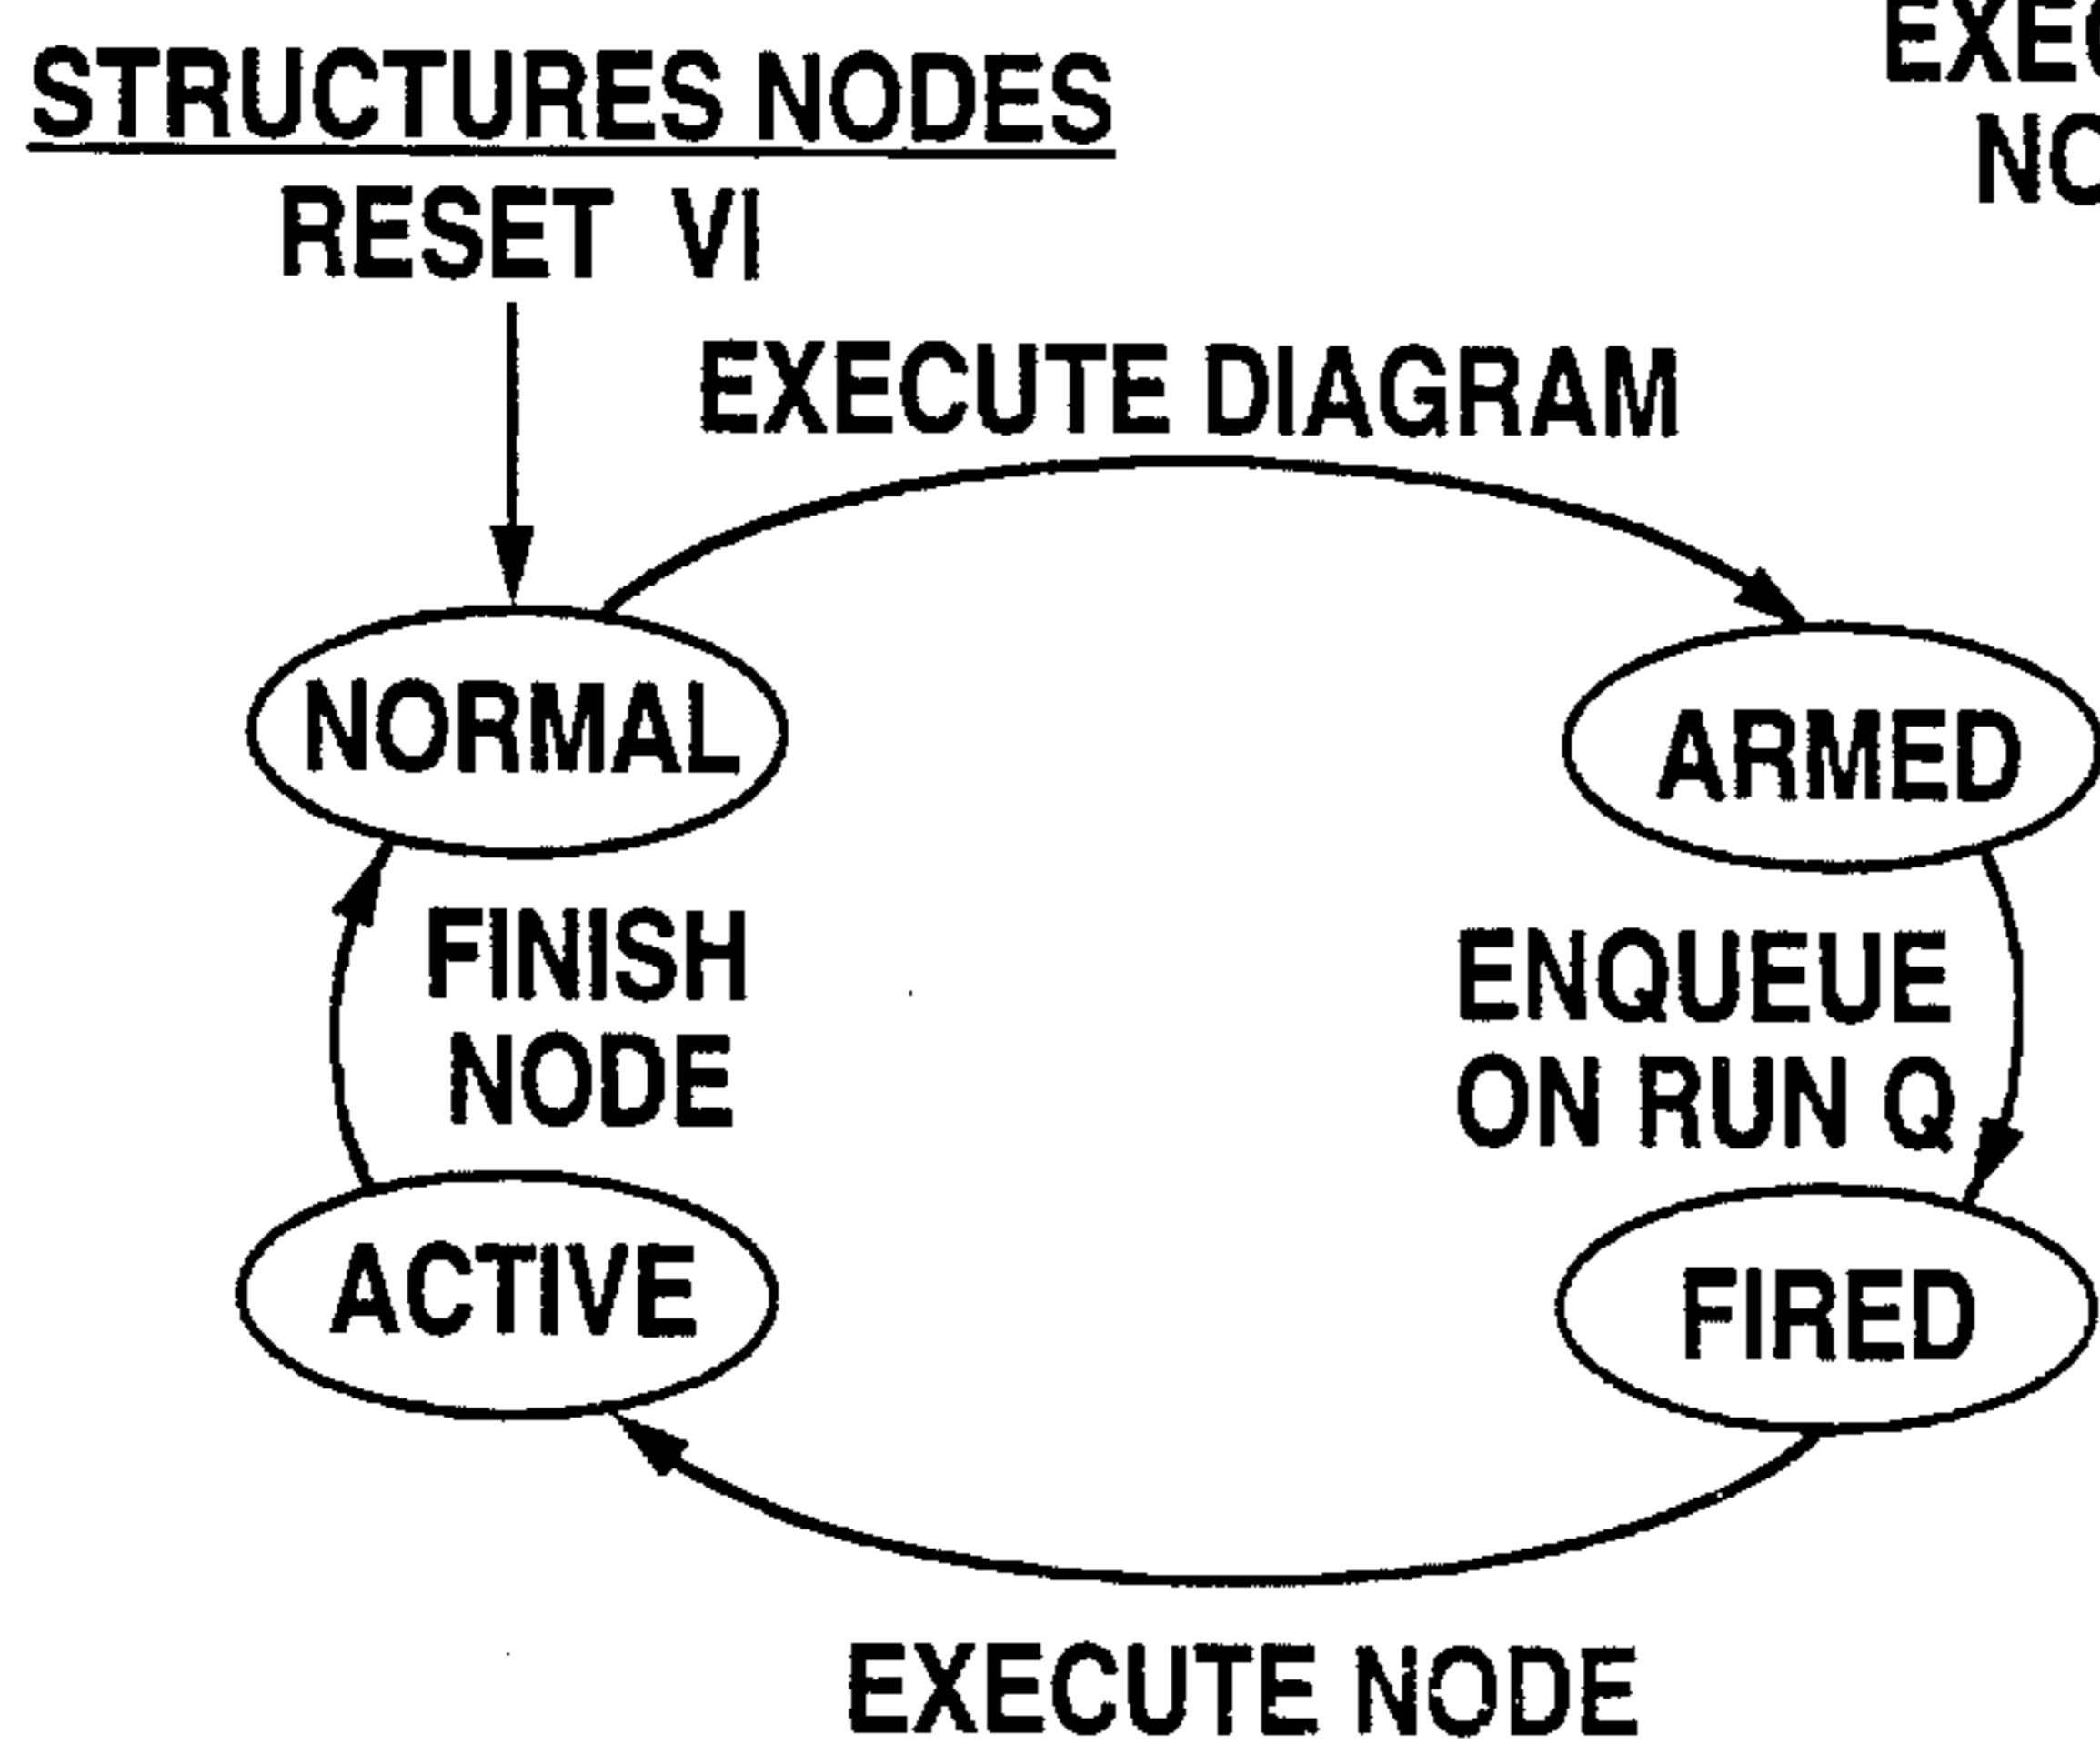 STRUCTURES NODES
RESET VI
EXECUTE DIAGRAM
NORMAL
ARMED
FINISH
NODE
ENQUEUE
ON RUN Q
ACTIVE
FIRED
EXECUTE NODE